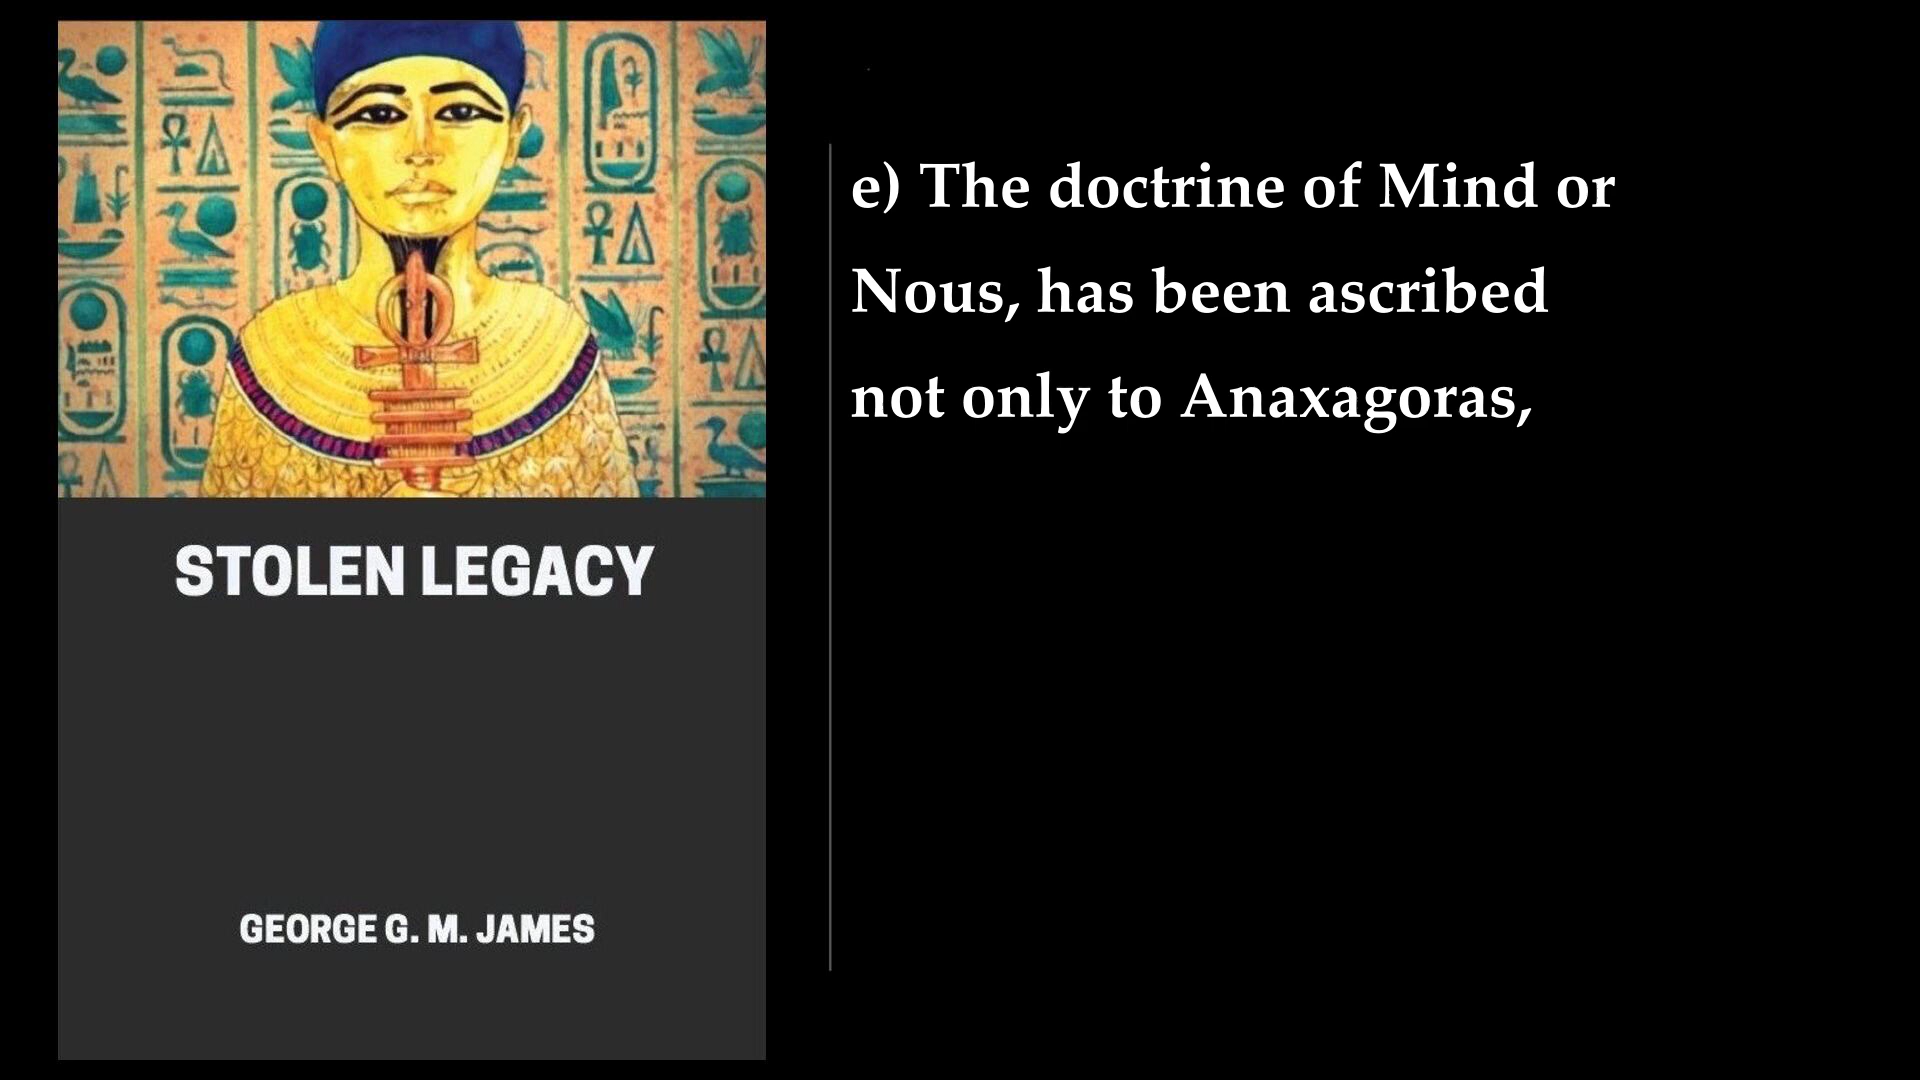 STOLEN LEGACY
GEORGE G. M. JAMES
e) The doctrine of Mind or
Nous, has been ascribed
not only to Anaxagoras,